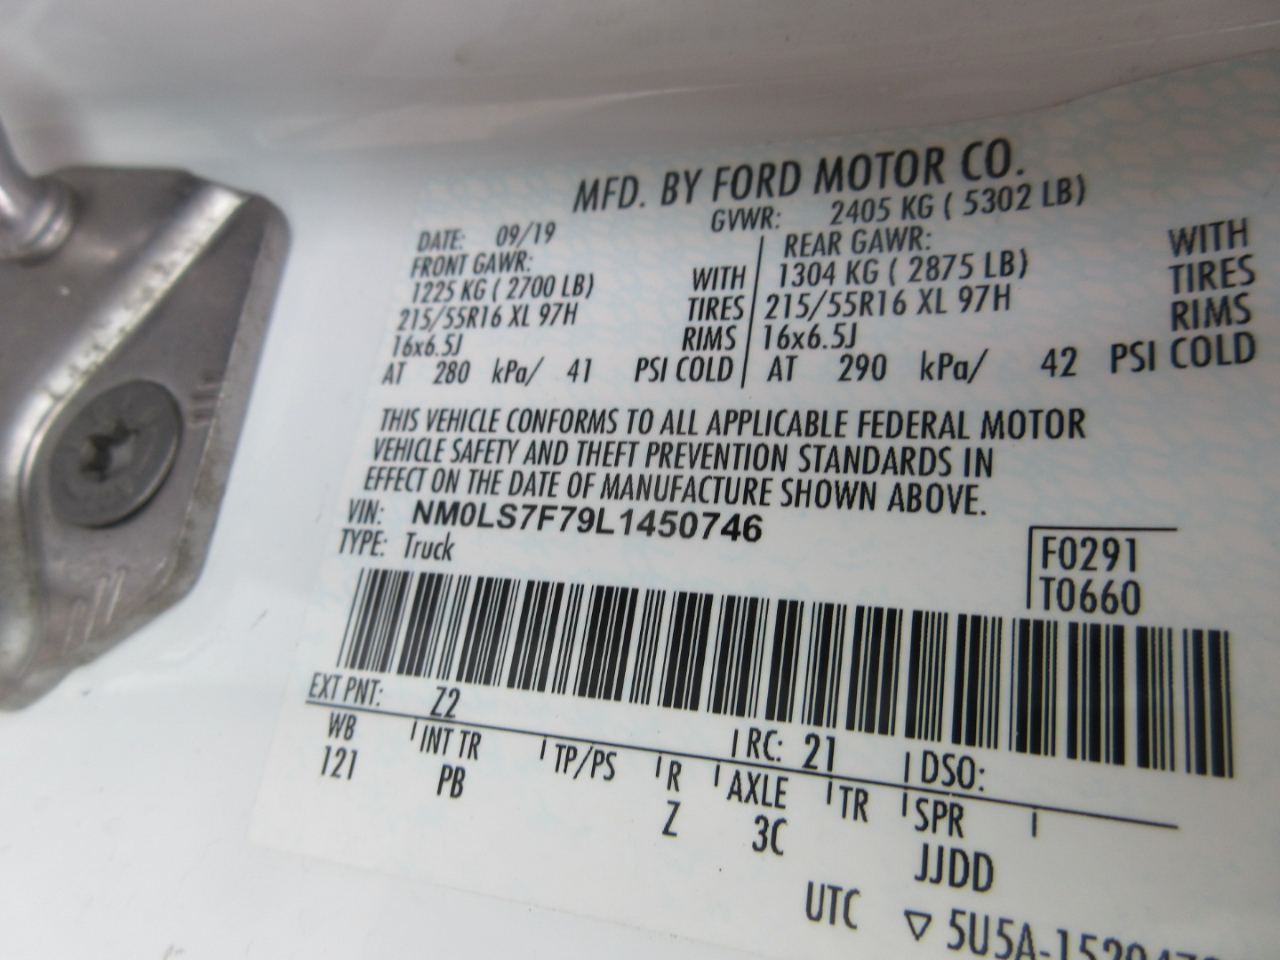 MFD. BY FORD MOTOR CO.
DATE: 09/19 GVWR: 2405 KG ( 5302 LB)
FRONT GAWR: REAR GAWR:
1225 KG ( 2700 LB) WITH 1304 KG ( 2875 LB) WITH
215/55R16 XL 97H TIRES 215/55R16 XL 97H TIRES
16x6.5J RIMS 16x6.5J RIMS
AT 280 kPa/ 41 PSI COLD AT 290 kPa/ 42 PSI COLD
THIS VEHICLE CONFORMS TO ALL APPLICABLE FEDERAL MOTOR
VEHICLE SAFETY AND THEFT PREVENTION STANDARDS IN
EFFECT ON THE DATE OF MANUFACTURE SHOWN ABOVE.
VIN: NM0LS7F79L1450746
TYPE: Truck
F0291
T0660
EXT PNT: Z2 RC: 21 DSO:
WB INT TR TP/PS R AXLE TR SPR
121 PB Z 3C JJDD
UTC ▽ 5U5A-15294